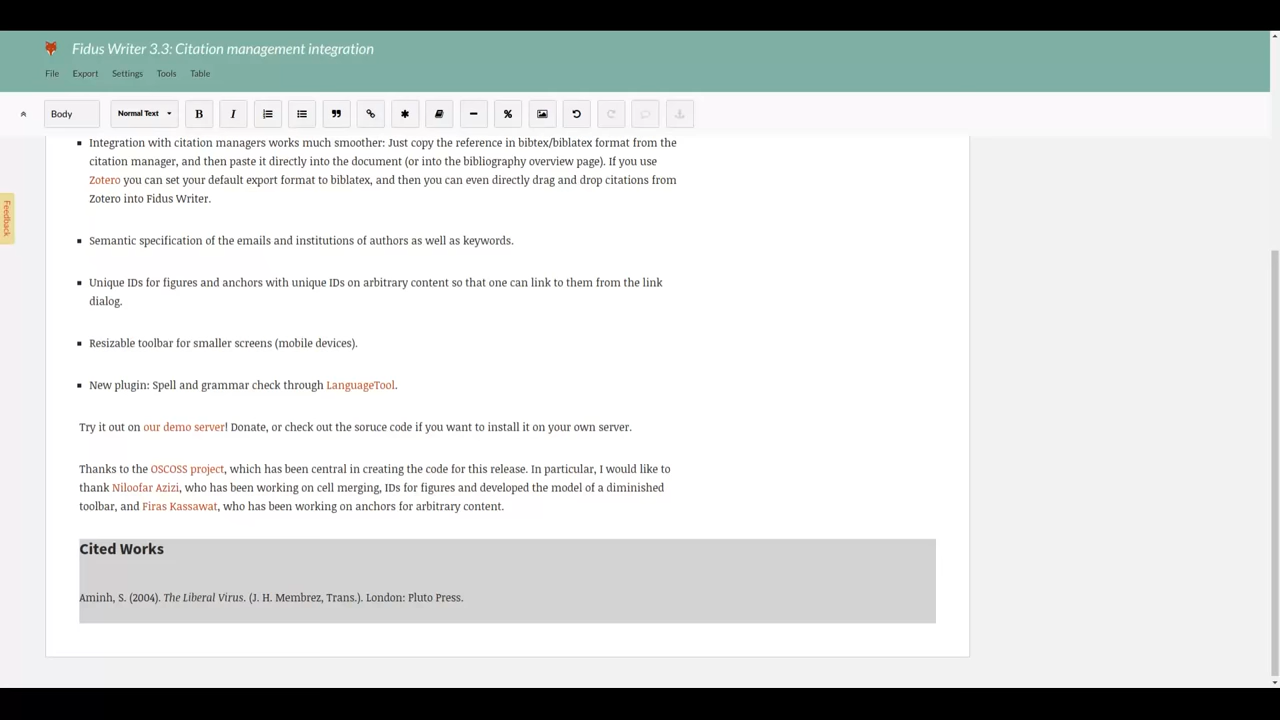 Fidus Writer 3.3: Citation management integration
File Export Settings Tools Table
Body Normal Text B I
Integration with citation managers works much smoother: Just copy the reference in bibtex/biblatex format from the
citation manager, and then paste it directly into the document (or into the bibliography overview page). If you use
Zotero you can set your default export format to biblatex, and then you can even directly drag and drop citations from
Zotero into Fidus Writer.
Feedback
Semantic specification of the emails and institutions of authors as well as keywords.
Unique IDs for figures and anchors with unique IDs on arbitrary content so that one can link to them from the link
dialog.
Resizable toolbar for smaller screens (mobile devices).
New plugin: Spell and grammar check through LanguageTool.
Try it out on our demo server! Donate, or check out the soruce code if you want to install it on your own server.
Thanks to the OSCOSS project, which has been central in creating the code for this release. In particular, I would like to
thank Niloofar Azizi, who has been working on cell merging, IDs for figures and developed the model of a diminished
toolbar, and Firas Kassawat, who has been working on anchors for arbitrary content.
Cited Works
Aminh, S. (2004). The Liberal Virus. (J. H. Membrez, Trans.). London: Pluto Press.